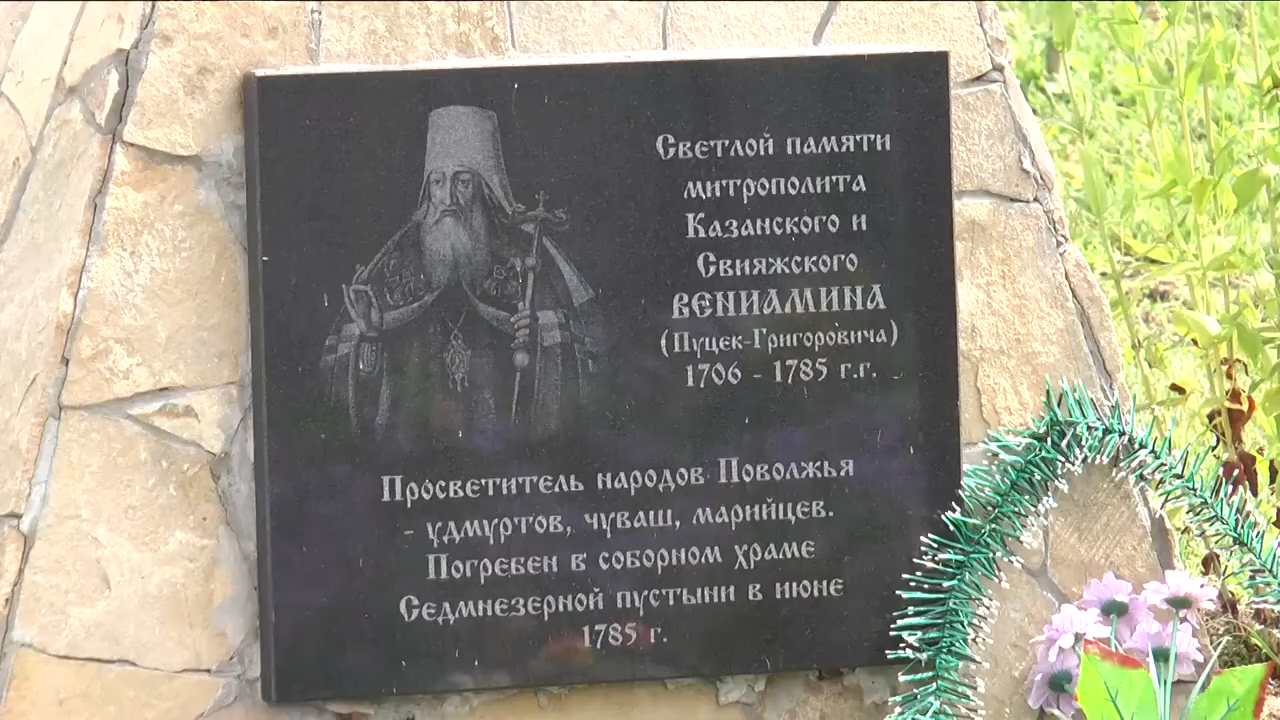 Светлой памяти
митрополита
Казанского и
Свияжского
ВЕНИАМИНА
(Пуцек-Григоровича)
1706 - 1785 г.г.
Просветитель народов Поволжья
- удмуртов, чуваш, марийцев.
Погребен в соборном храме
Седмнезерной пустыни в июне
1785 г.